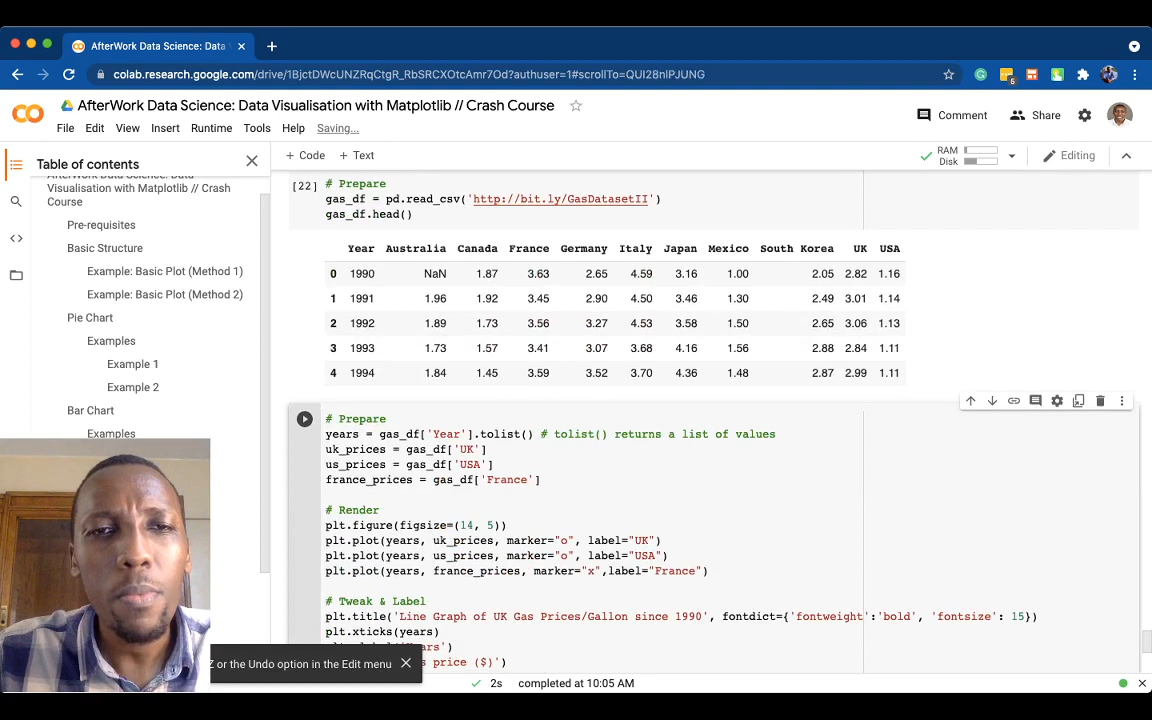 AfterWork Data Science: Data
colab.research.google.com/drive/1BjctDWcUNZRqCtgR_RbSRCXOtcAmr7Od?authuser=1#scrollTo=QUI28nlPJUNG
5
AfterWork Data Science: Data Visualisation with Matplotlib // Crash Course
Comment
Share
File Edit View Insert Runtime Tools Help Saving...
Table of contents
+ Code + Text
RAM
Disk
Editing
AfterWork Data Science: Data
Visualisation with Matplotlib // Crash
Course
Pre-requisites
Basic Structure
Example: Basic Plot (Method 1)
Example: Basic Plot (Method 2)
Pie Chart
Examples
Example 1
Example 2
Bar Chart
Examples
[22] # Prepare
gas_df = pd.read_csv('http://bit.ly/GasDatasetII')
gas_df.head()
Year Australia Canada France Germany Italy Japan Mexico South Korea UK USA
0 1990 NaN 1.87 3.63 2.65 4.59 3.16 1.00 2.05 2.82 1.16
1 1991 1.96 1.92 3.45 2.90 4.50 3.46 1.30 2.49 3.01 1.14
2 1992 1.89 1.73 3.56 3.27 4.53 3.58 1.50 2.65 3.06 1.13
3 1993 1.73 1.57 3.41 3.07 3.68 4.16 1.56 2.88 2.84 1.11
4 1994 1.84 1.45 3.59 3.52 3.70 4.36 1.48 2.87 2.99 1.11
# Prepare
years = gas_df['Year'].tolist() # tolist() returns a list of values
uk_prices = gas_df['UK']
us_prices = gas_df['USA']
france_prices = gas_df['France']
# Render
plt.figure(figsize=(14, 5))
plt.plot(years, uk_prices, marker="o", label="UK")
plt.plot(years, us_prices, marker="o", label="USA")
plt.plot(years, france_prices, marker="x",label="France")
# Tweak & Label
plt.title('Line Graph of UK Gas Prices/Gallon since 1990', fontdict={'fontweight':'bold', 'fontsize': 15})
plt.xticks(years)
price ($)')
Z or the Undo option in the Edit menu
2s completed at 10:05 AM